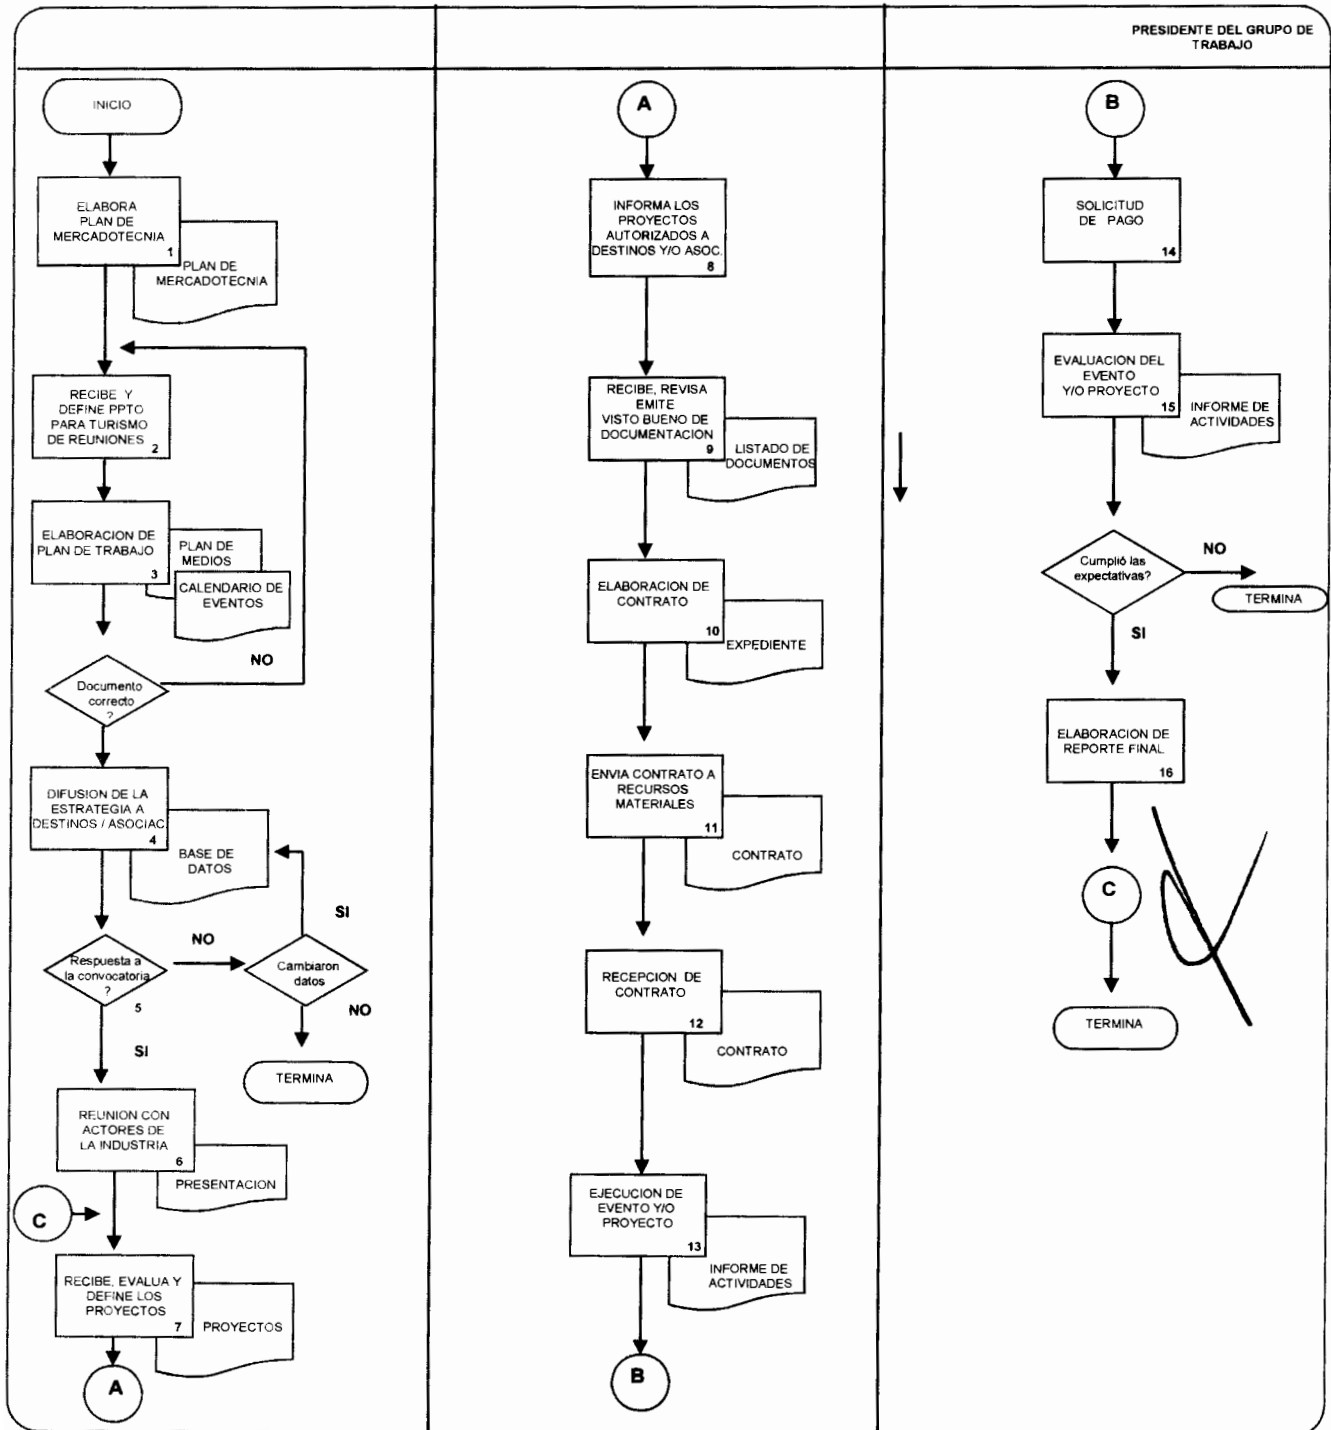 PRESIDENTE DEL GRUPO DE
TRABAJO
INICIO
ELABORA
PLAN DE
MERCADOTECNIA
1
PLAN DE
MERCADOTECNIA
RECIBE Y
DEFINE PPTO
PARA TURISMO
DE REUNIONES
2
ELABORACION DE
PLAN DE TRABAJO
3
PLAN DE
MEDIOS
CALENDARIO DE
EVENTOS
NO
Documento
correcto
?
DIFUSION DE LA
ESTRATEGIA A
DESTINOS / ASOCIAC.
4
BASE DE
DATOS
SI
Respuesta a
la convocatoria
?
5
NO
Cambiaron
datos
NO
SI
TERMINA
REUNION CON
ACTORES DE
LA INDUSTRIA
6
PRESENTACION
C
RECIBE, EVALUA Y
DEFINE LOS
PROYECTOS
7
PROYECTOS
A
A
INFORMA LOS
PROYECTOS
AUTORIZADOS A
DESTINOS Y/O ASOC.
8
RECIBE, REVISA
EMITE
VISTO BUENO DE
DOCUMENTACION
9
LISTADO DE
DOCUMENTOS
ELABORACION DE
CONTRATO
10
EXPEDIENTE
ENVIA CONTRATO A
RECURSOS
MATERIALES
11
CONTRATO
RECEPCION DE
CONTRATO
12
CONTRATO
EJECUCION DE
EVENTO Y/O
PROYECTO
13
INFORME DE
ACTIVIDADES
B
B
SOLICITUD
DE PAGO
14
EVALUACION DEL
EVENTO
Y/O PROYECTO
15
INFORME DE
ACTIVIDADES
Cumplió las
expectativas?
NO
TERMINA
SI
ELABORACION DE
REPORTE FINAL
16
C
TERMINA